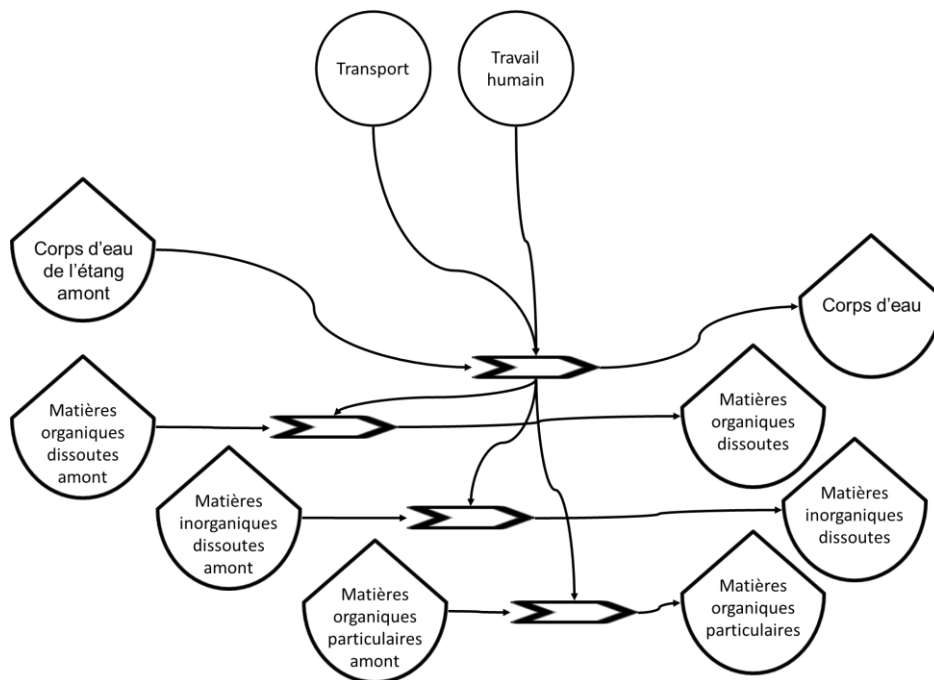 Transport
Travail
humain
Corps d’eau
de l’étang
amont
Corps d’eau
Matières
organiques
dissoutes
amont
Matières
organiques
dissoutes
Matières
inorganiques
dissoutes
amont
Matières
inorganiques
dissoutes
Matières
organiques
particulaires
amont
Matières
organiques
particulaires